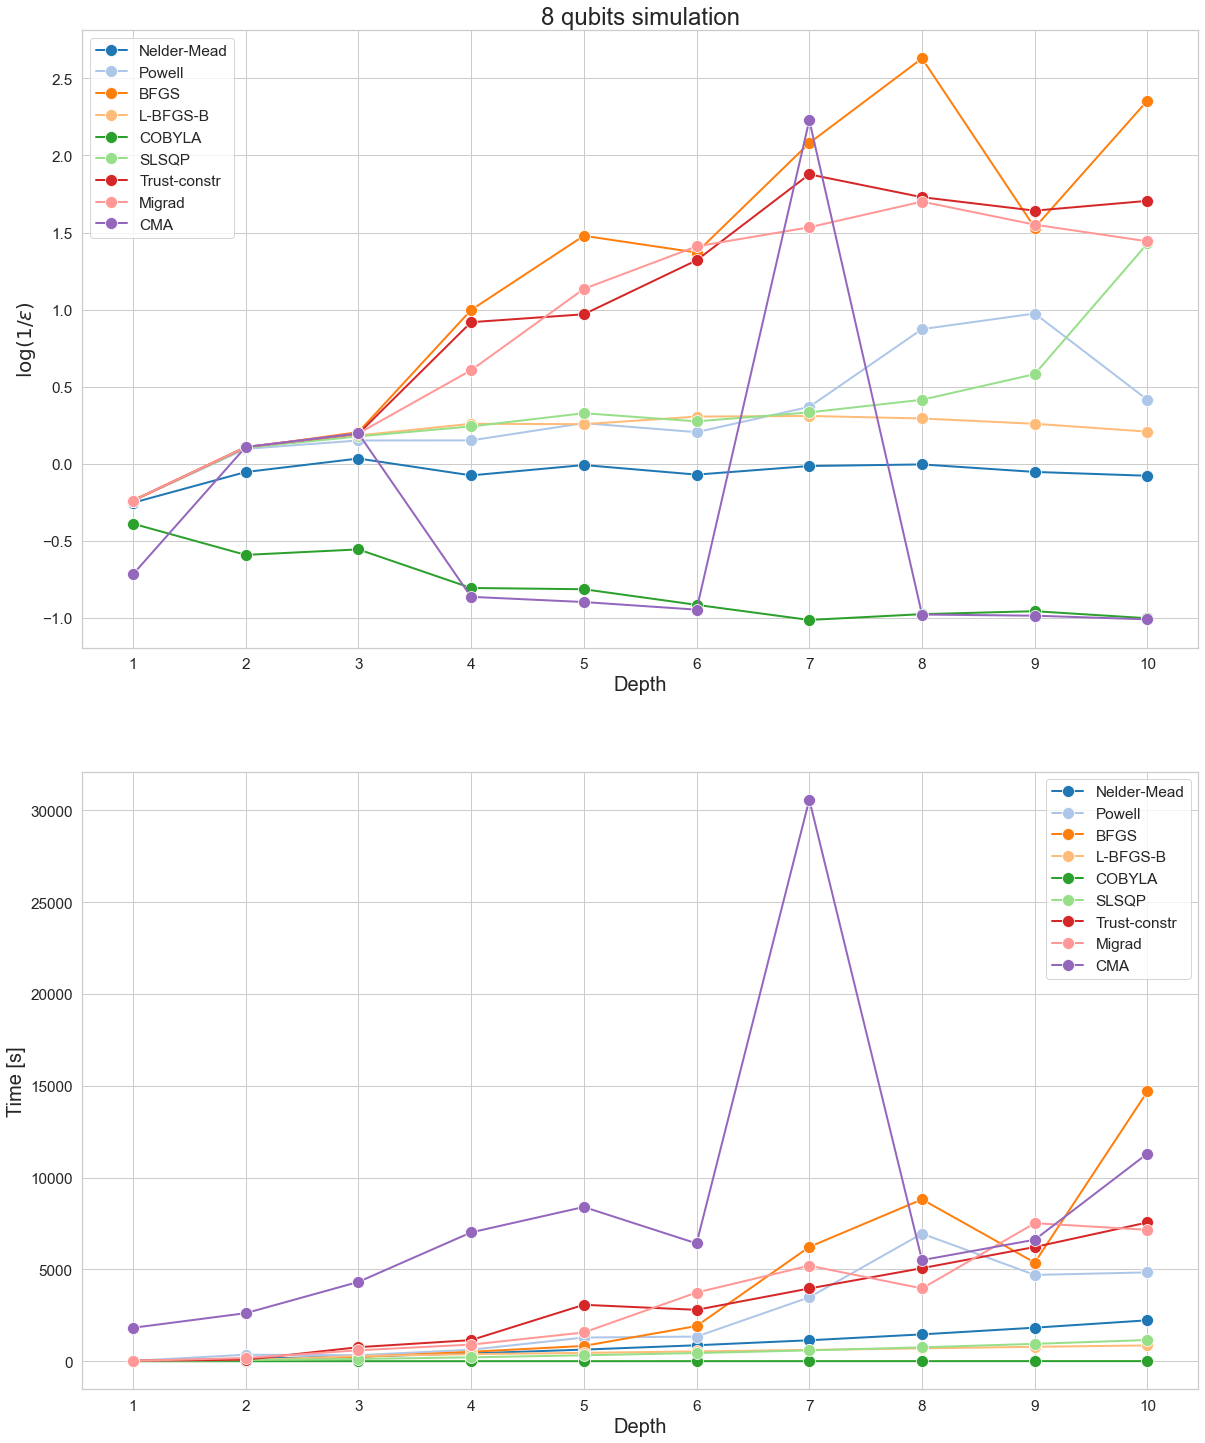 8 qubits simulation
Nelder-Mead
Powell
BFGS
L-BFGS-B
COBYLA
SLSQP
Trust-constr
Migrad
CMA
log(1/ε)
2.5
2.0
1.5
1.0
0.5
0.0
−0.5
−1.0
1 2 3 4 5 6 7 8 9 10
Depth
Nelder-Mead
Powell
BFGS
L-BFGS-B
COBYLA
SLSQP
Trust-constr
Migrad
CMA
Time [s]
30000
25000
20000
15000
10000
5000
0
1 2 3 4 5 6 7 8 9 10
Depth